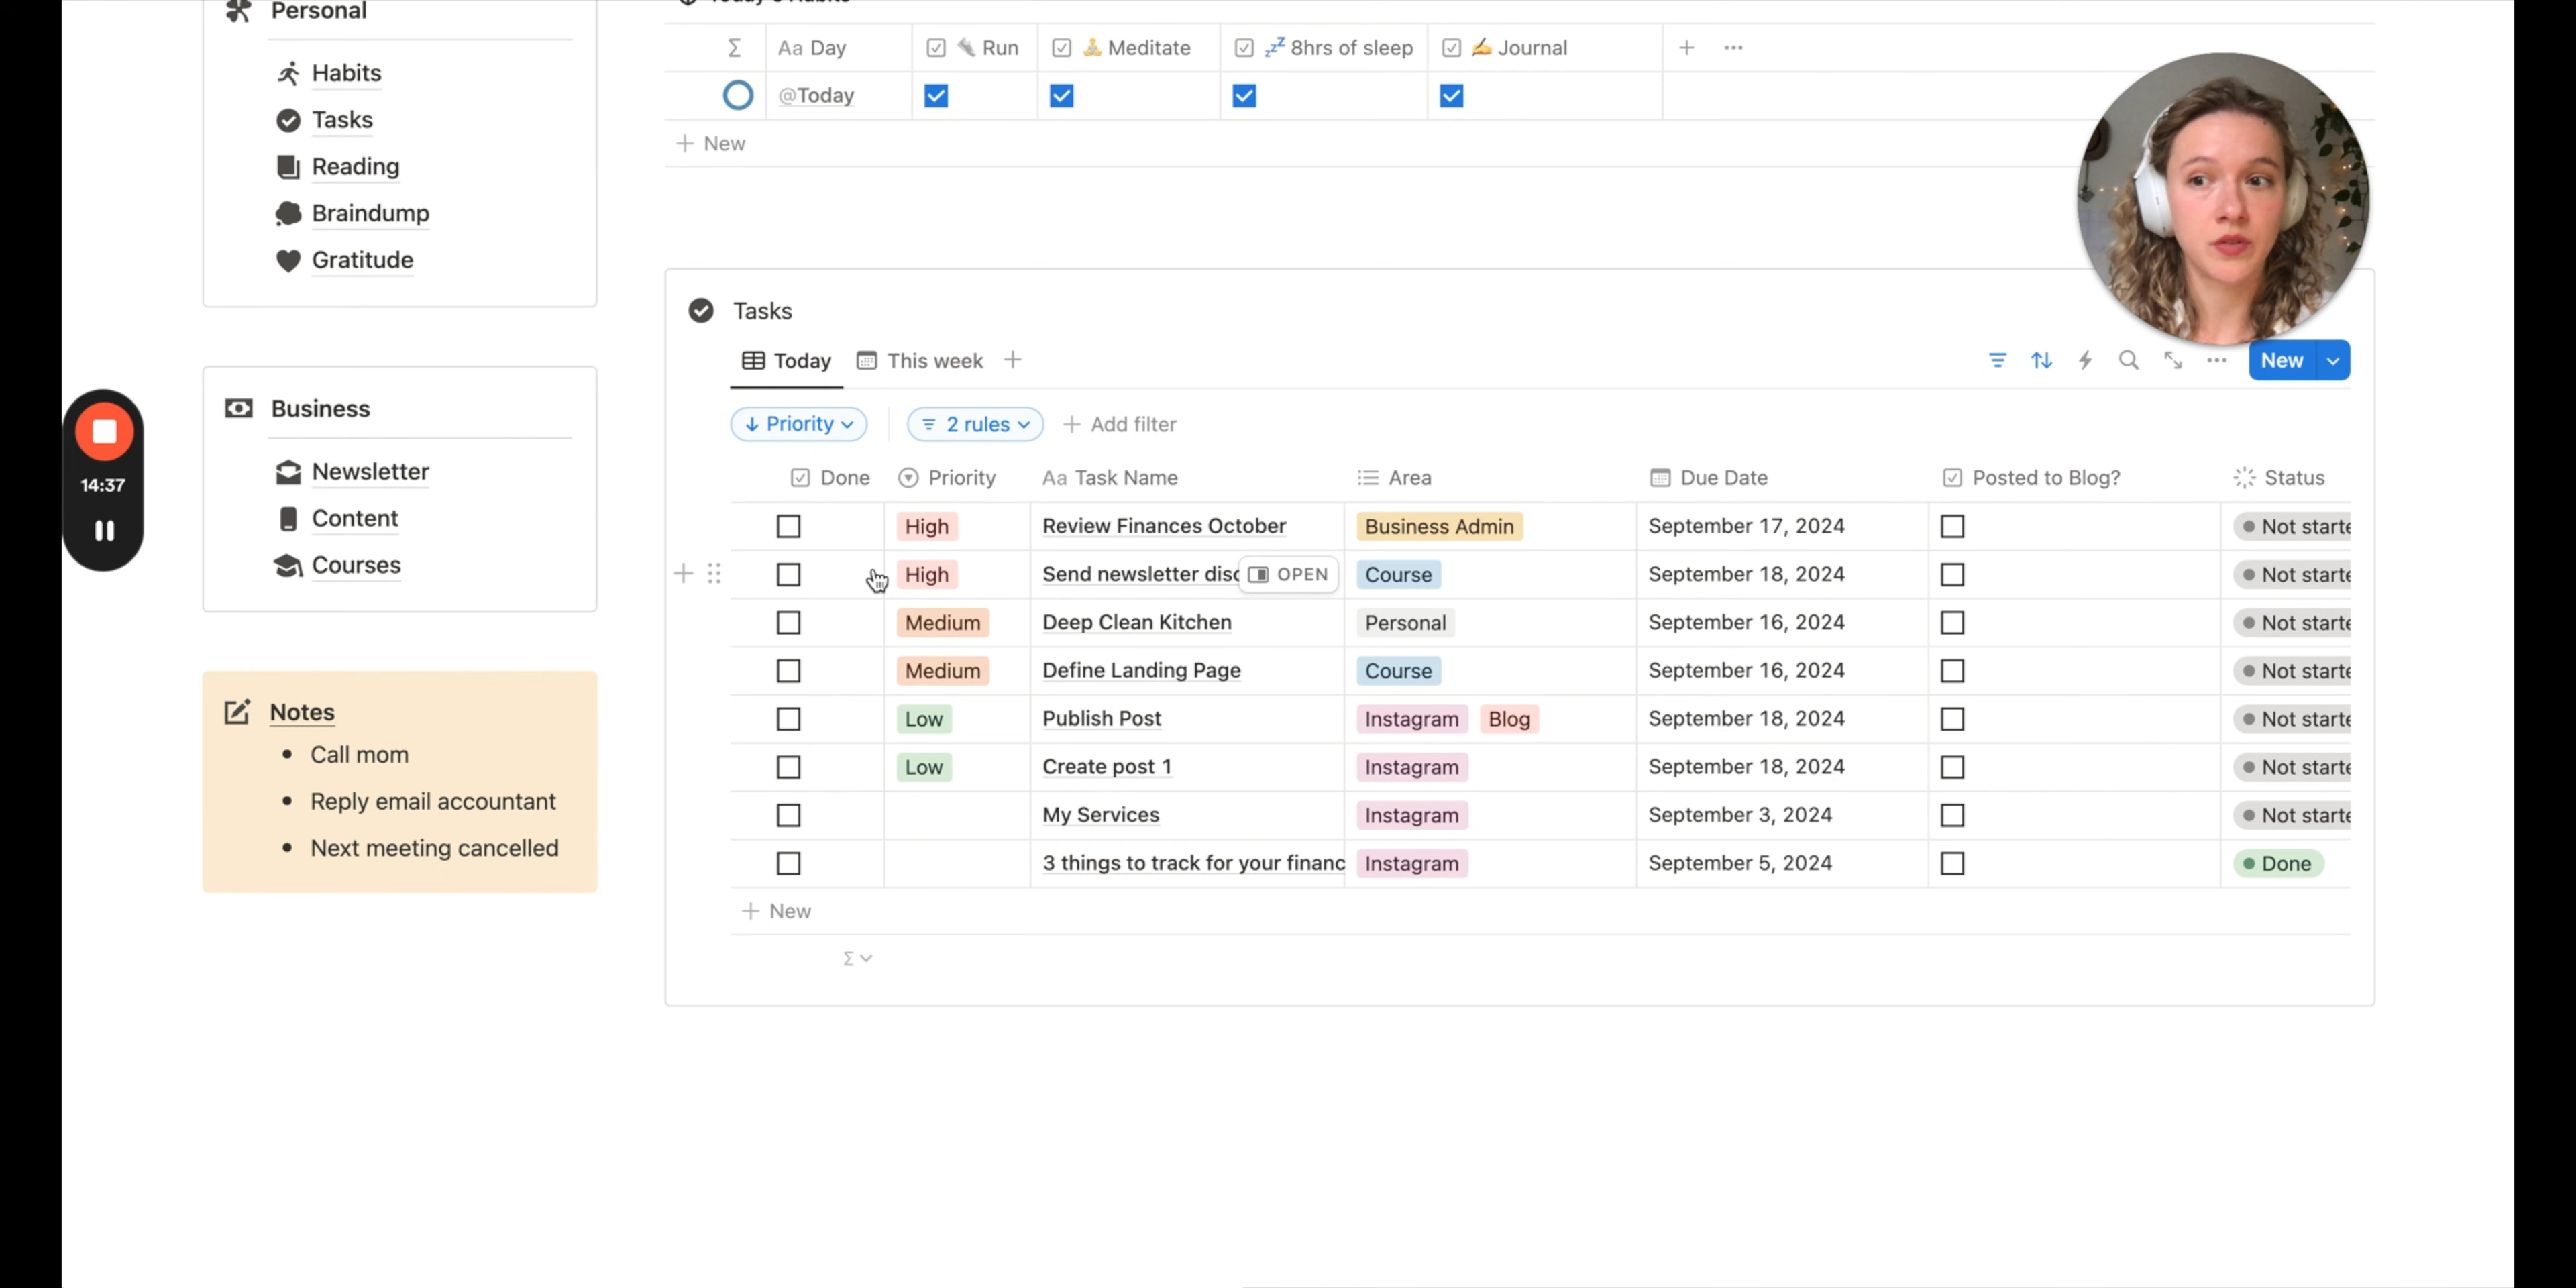 Personal
Habits
Tasks
Reading
Braindump
Gratitude
Business
Newsletter
Content
Courses
Notes
Call mom
Reply email accountant
Next meeting cancelled
14:37
Σ Aa Day Run Meditate 8hrs of sleep Journal
@Today
New
Tasks
Today This week
New
Priority 2 rules Add filter
Done Priority Aa Task Name Area Due Date Posted to Blog? Status
High Review Finances October Business Admin September 17, 2024 Not starte
High Send newsletter disc OPEN Course September 18, 2024 Not starte
Medium Deep Clean Kitchen Personal September 16, 2024 Not starte
Medium Define Landing Page Course September 16, 2024 Not starte
Low Publish Post Instagram Blog September 18, 2024 Not starte
Low Create post 1 Instagram September 18, 2024 Not starte
My Services Instagram September 3, 2024 Not starte
3 things to track for your financ Instagram September 5, 2024 Done
New
Σ